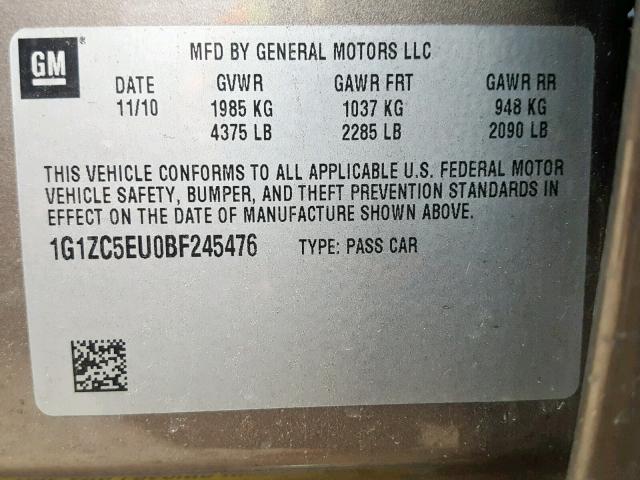 GM
MFD BY GENERAL MOTORS LLC
DATE GVWR GAWR FRT GAWR RR
11/10 1985 KG 1037 KG 948 KG
4375 LB 2285 LB 2090 LB
THIS VEHICLE CONFORMS TO ALL APPLICABLE U.S. FEDERAL MOTOR
VEHICLE SAFETY, BUMPER, AND THEFT PREVENTION STANDARDS IN
EFFECT ON THE DATE OF MANUFACTURE SHOWN ABOVE.
1G1ZC5EU0BF245476 TYPE: PASS CAR